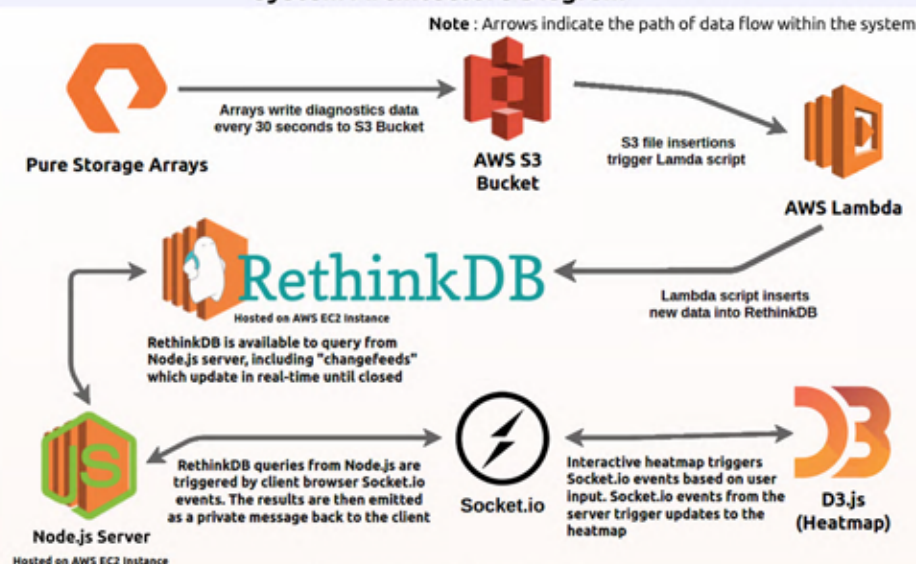 Note : Arrows indicate the path of data flow within the system
Arrays write diagnostics data
every 30 seconds to S3 Bucket
Pure Storage Arrays
AWS S3
Bucket
S3 file insertions
trigger Lamda script
AWS Lambda
RethinkDB
Hosted on AWS EC2 Instance
Lambda script inserts
new data into RethinkDB
RethinkDB is available to query from
Node.js server, including "changefeeds"
which update in real-time until closed
JS
Node.js Server
Hosted on AWS EC2 Instance
RethinkDB queries from Node.js are
triggered by client browser Socket.io
events. The results are then emitted
as a private message back to the client
Socket.io
Interactive heatmap triggers
Socket.io events based on user
input. Socket.io events from the
server trigger updates to the
heatmap
D3
D3.js
(Heatmap)